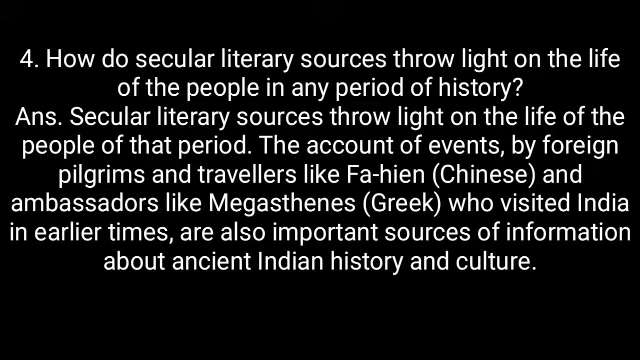 4. How do secular literary sources throw light on the life
of the people in any period of history?
Ans. Secular literary sources throw light on the life of the
people of that period. The account of events, by foreign
pilgrims and travellers like Fa-hien (Chinese) and
ambassadors like Megasthenes (Greek) who visited India
in earlier times, are also important sources of information
about ancient Indian history and culture.